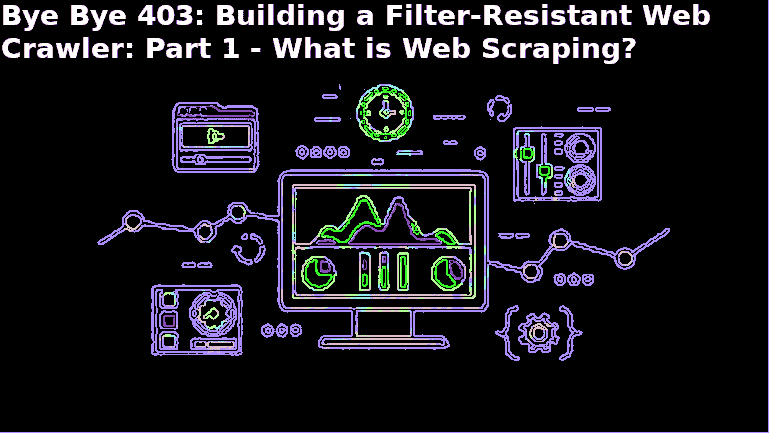 Bye Bye 403: Building a Filter-Resistant Web
Crawler: Part 1 - What is Web Scraping?